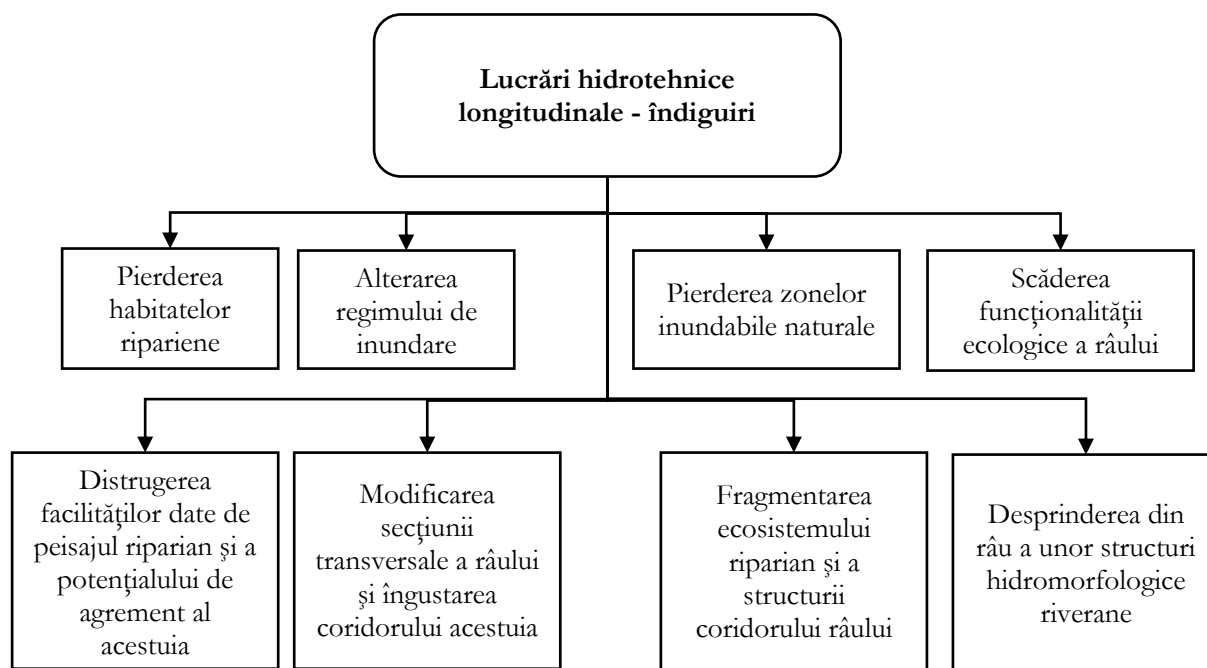 Lucrări hidrotehnice
longitudinale - îndiguiri
Pierderea
habitatelor
ripariene
Alterarea
regimului de
inundare
Pierderea zonelor
inundabile naturale
Scăderea
funcţionalităţii
ecologice a râului
Distrugerea
facilităţilor date de
peisajul riparian şi a
potenţialului de
agrement al
acestuia
Modificarea
secţiunii
transversale a râului
şi îngustarea
coridorului acestuia
Fragmentarea
ecosistemului
riparian şi a
structurii
coridorului râului
Desprinderea din
râu a unor structuri
hidromorfologice
riverane